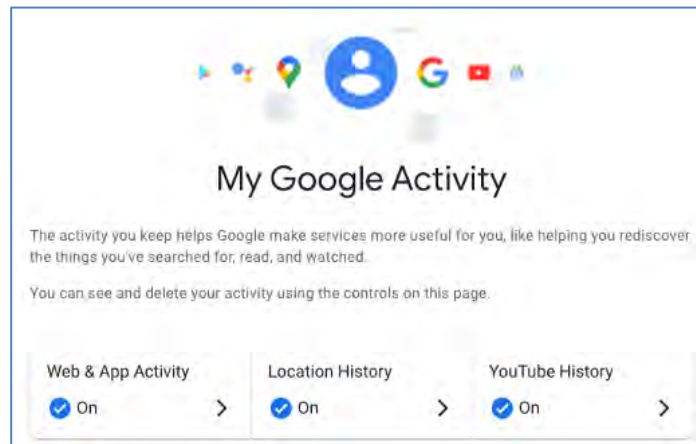 My Google Activity
The activity you keep helps Google make services more useful for you, like helping you rediscover
the things you've searched for, read, and watched.
You can see and delete your activity using the controls on this page.
Web & App Activity
On
Location History
On
YouTube History
On